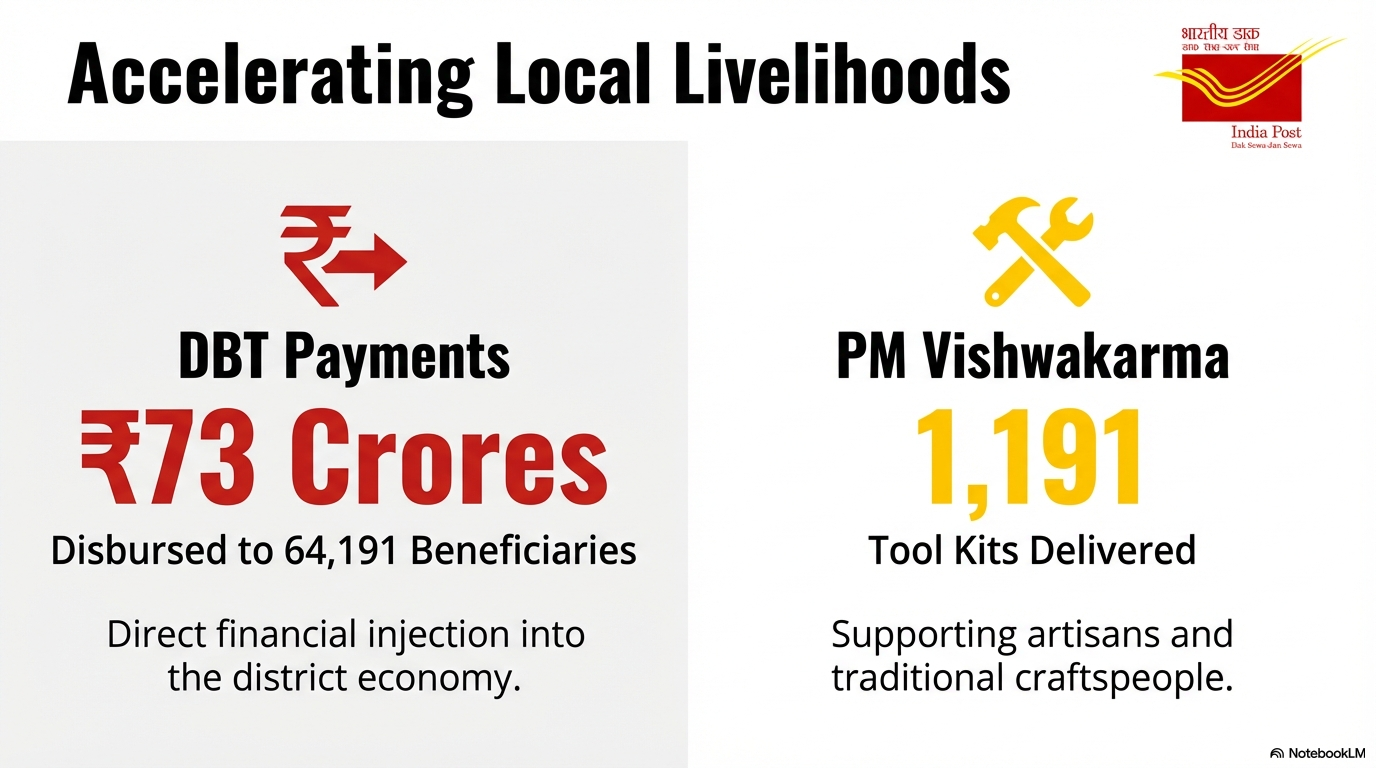 Accelerating Local Livelihoods
भारतीय डाक
India Post
Dak Sewa-Jan Sewa
DBT Payments
₹73 Crores
Disbursed to 64,191 Beneficiaries
Direct financial injection into
the district economy.
PM Vishwakarma
1,191
Tool Kits Delivered
Supporting artisans and
traditional craftspeople.
NotebookLM